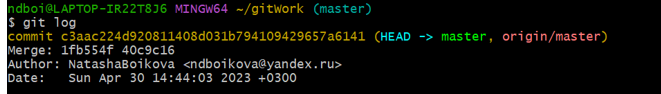 ndboi@LAPTOP-IR22T8J6 MINGW64 ~/gitWork (master)
$ git log
commit c3aac224d920811408d031b794109429657a6141 (HEAD -> master, origin/master)
Merge: 1fb554f 40c9c16
Author: NatashaBoikova <ndboikova@yandex.ru>
Date:   Sun Apr 30 14:44:03 2023 +0300